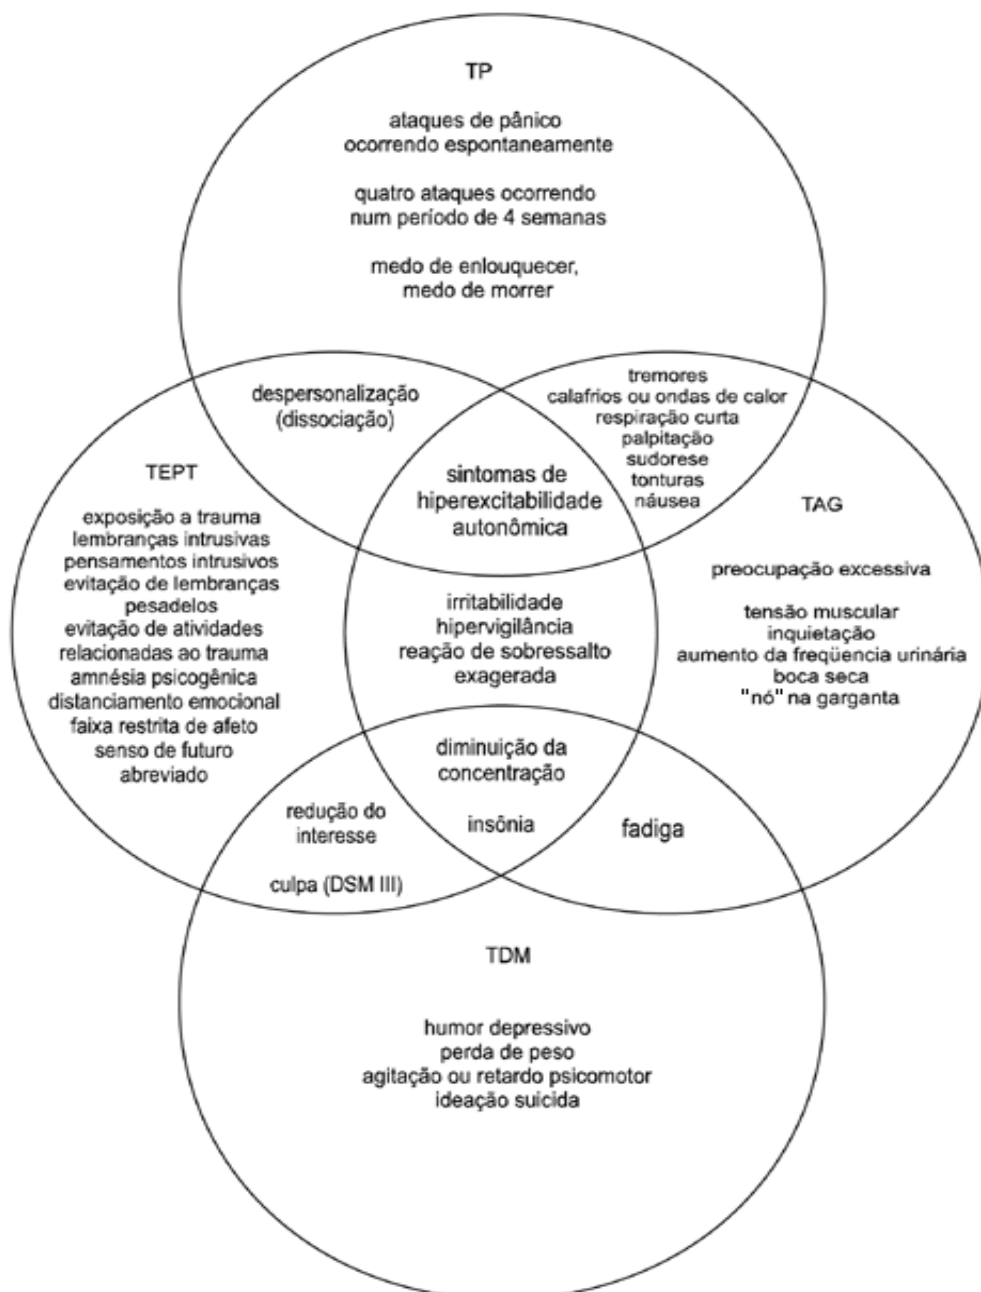 TP
ataques de pânico
ocorrendo espontaneamente
quatro ataques ocorrendo
num período de 4 semanas
medo de enlouquecer,
medo de morrer
despersonalização
(dissociação)
tremores
calafrios ou ondas de calor
respiração curta
palpitação
sudorese
tonturas
náusea
sintomas de
hiperexcitabilidade
autonômica
TEPT
exposição a trauma
lembranças intrusivas
pensamentos intrusivos
evitação de lembranças
pesadelos
evitação de atividades
relacionadas ao trauma
amnésia psicogênica
distanciamento emocional
faixa restrita de afeto
senso de futuro
abreviado
irritabilidade
hipervigilância
reação de sobressalto
exagerada
TAG
preocupação excessiva
tensão muscular
inquietação
aumento da freqüencia urinária
boca seca
"nó" na garganta
diminuição da
concentração
insônia
redução do
interesse
culpa (DSM III)
fadiga
TDM
humor depressivo
perda de peso
agitação ou retardo psicomotor
ideação suicida